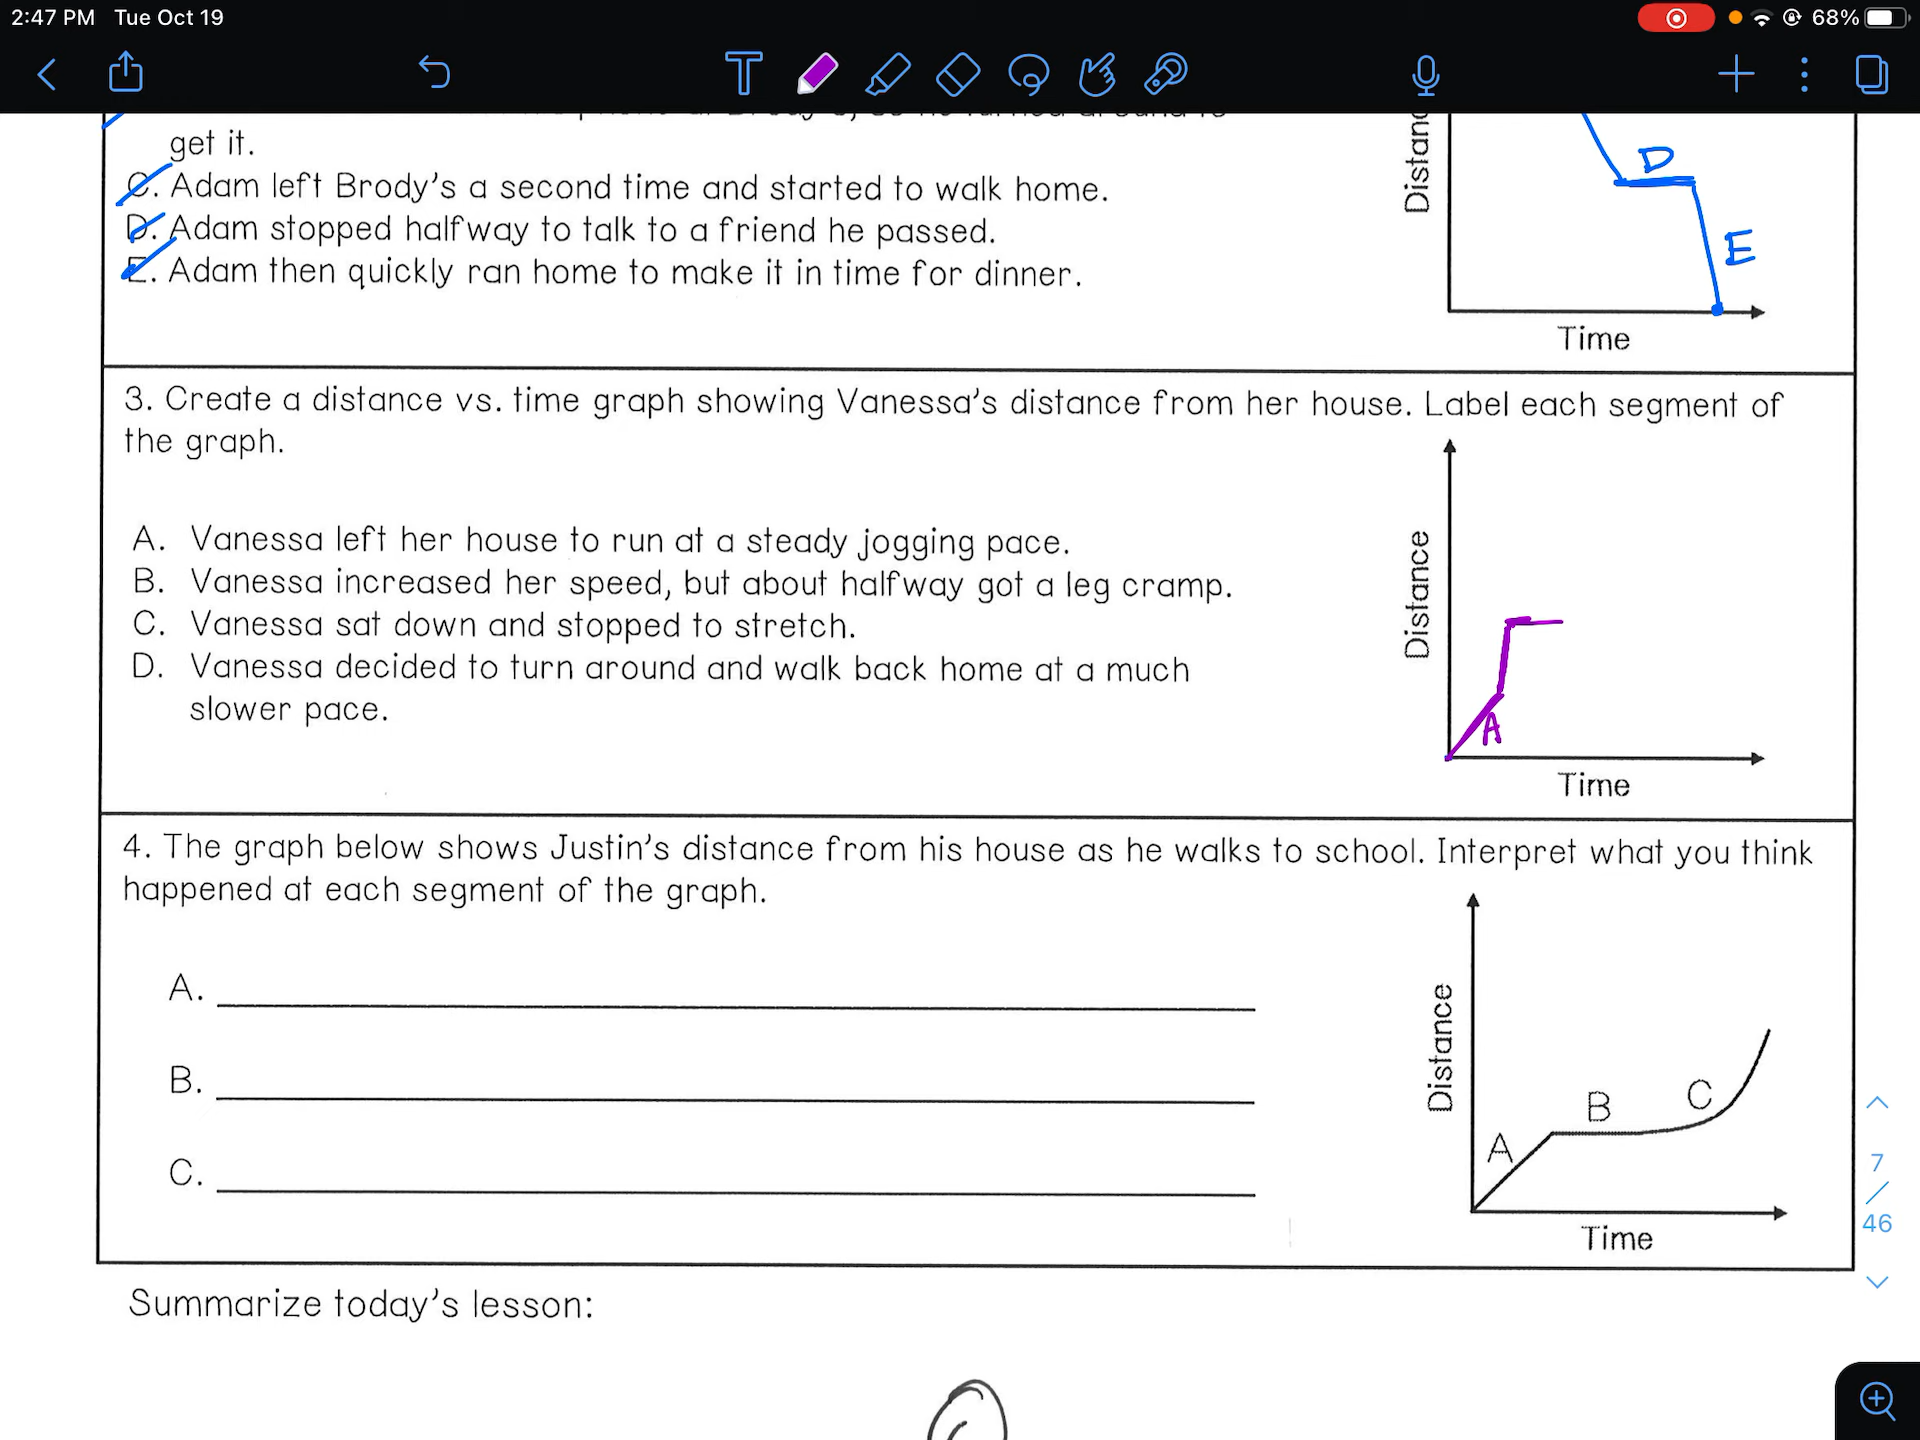 2:47 PM Tue Oct 19
68%
T
get it.
C. Adam left Brody's a second time and started to walk home.
D. Adam stopped halfway to talk to a friend he passed.
E. Adam then quickly ran home to make it in time for dinner.
D
E
Time
3. Create a distance vs. time graph showing Vanessa's distance from her house. Label each segment of
the graph.
A. Vanessa left her house to run at a steady jogging pace.
B. Vanessa increased her speed, but about halfway got a leg cramp.
C. Vanessa sat down and stopped to stretch.
D. Vanessa decided to turn around and walk back home at a much
slower pace.
Distance
A
Time
4. The graph below shows Justin's distance from his house as he walks to school. Interpret what you think
happened at each segment of the graph.
A.
B.
C.
Distance
A
B
C
Time
7
/
46
Summarize today's lesson: